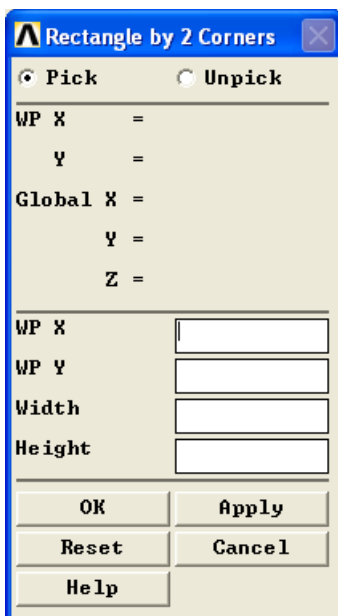 Rectangle by 2 Corners
Pick Unpick
WP X =
Y =
Global X =
Y =
Z =
WP X
WP Y
Width
Height
OK Apply
Reset Cancel
Help